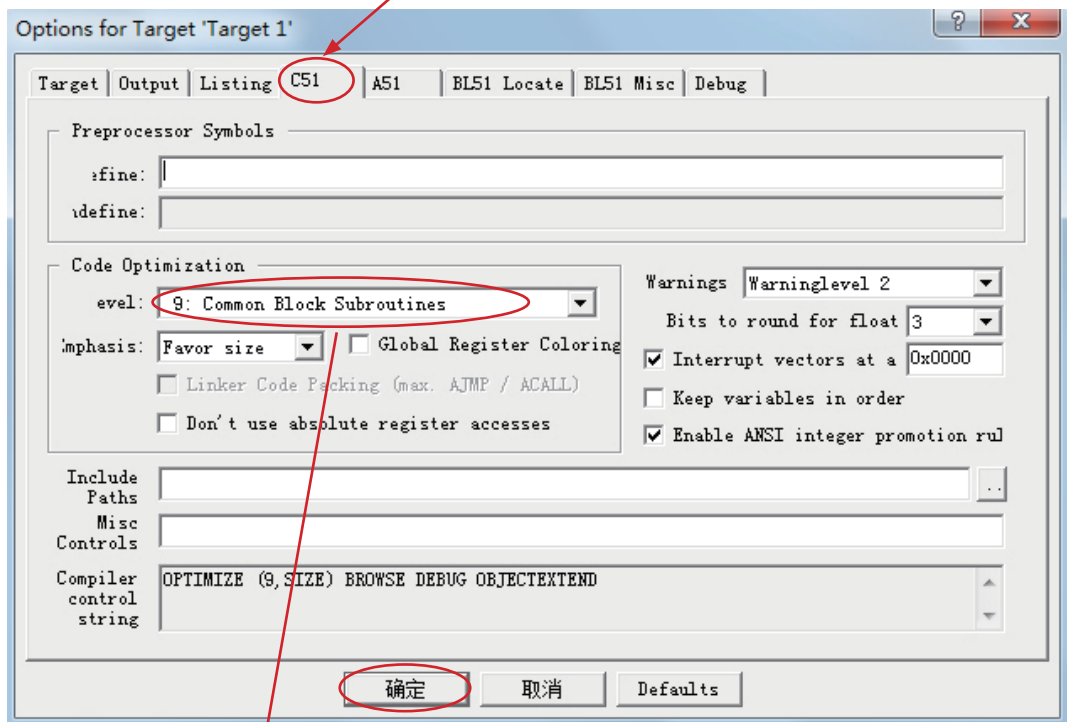 Options for Target 'Target 1'
Target Output Listing C51 A51 BL51 Locate BL51 Misc Debug
Preprocessor Symbols
efine:
define:
Code Optimization
evel: 9: Common Block Subroutines
Warnings Warninglevel 2
Bits to round for float 3
mphasis: Favor size Global Register Coloring
Interrupt vectors at a 0x0000
Linker Code Packing (max. AJMP / ACALL)
Keep variables in order
Don't use absolute register accesses
Enable ANSI integer promotion rul
Include
Paths
..
Misc
Controls
Compiler
control
string
OPTIMIZE (9,SIZE) BROWSE DEBUG OBJECTEXTEND
确定 取消 Defaults